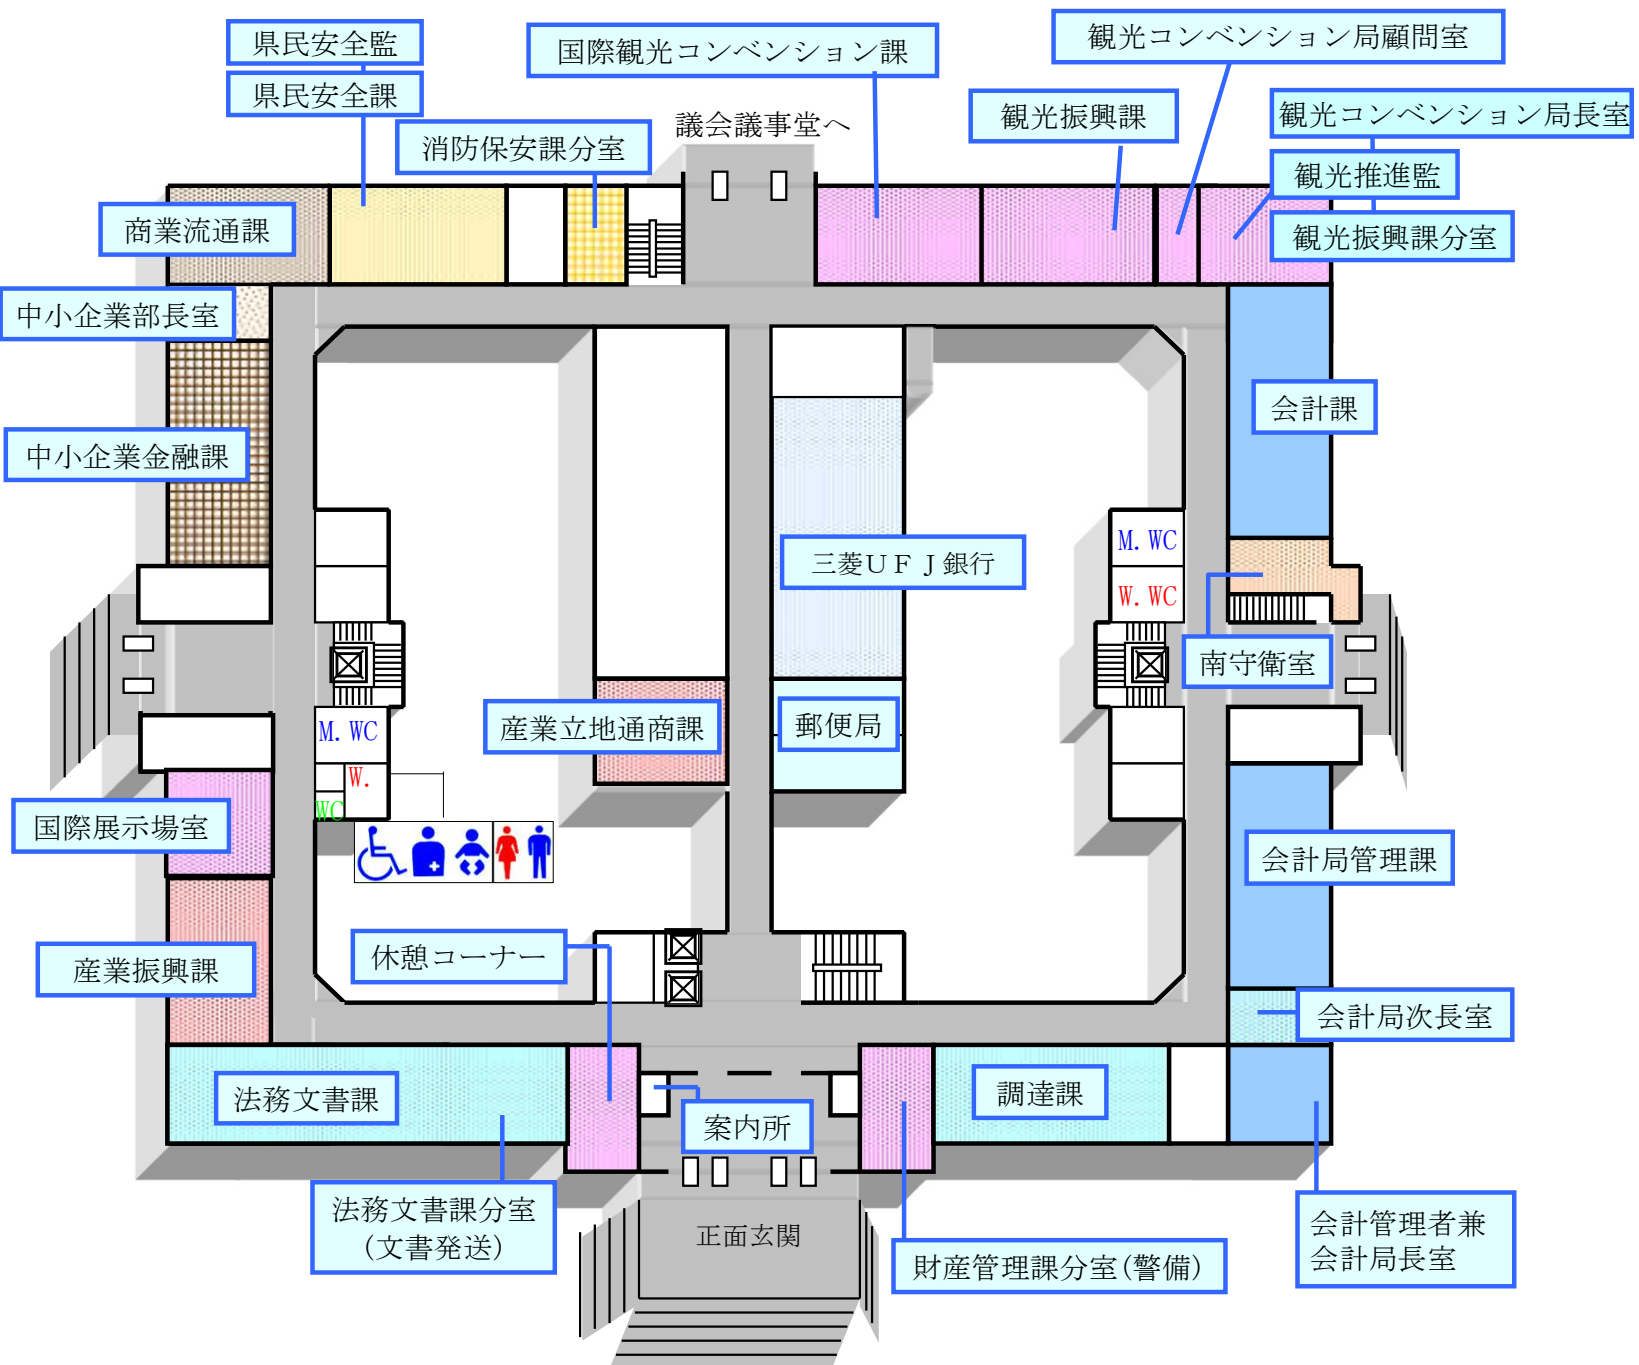 県民安全監
県民安全課
国際観光コンベンション課
観光コンベンション局顧問室
観光振興課
観光コンベンション局長室
観光推進監
観光振興課分室
議会議事堂へ
消防保安課分室
商業流通課
中小企業部長室
中小企業金融課
会計課
三菱ＵＦＪ銀行
M.WC
W.WC
南守衛室
産業立地通商課
郵便局
M.WC
W.
WC
国際展示場室
会計局管理課
産業振興課
休憩コーナー
会計局次長室
法務文書課
案内所
調達課
法務文書課分室
（文書発送）
正面玄関
財産管理課分室（警備）
会計管理者兼
会計局長室